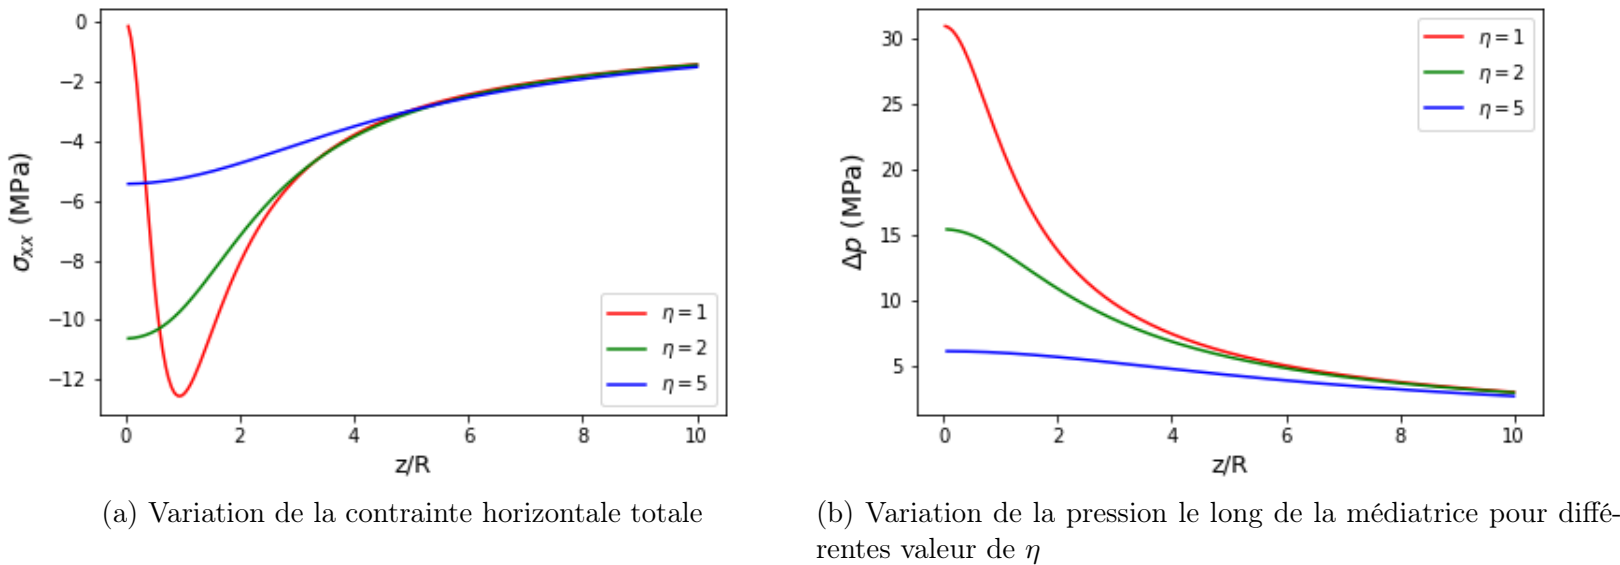 0
−2
−4
−6
−8
−10
−12
σxx (MPa)
0 2 4 6 8 10
z/R
η = 1
η = 2
η = 5
(a) Variation de la contrainte horizontale totale
30
25
20
15
10
5
Δp (MPa)
0 2 4 6 8 10
z/R
η = 1
η = 2
η = 5
(b) Variation de la pression le long de la médiatrice pour diffé-
rentes valeur de η